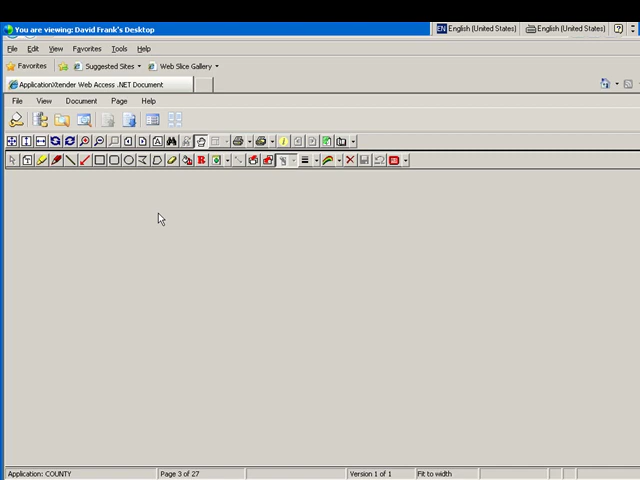 You are viewing: David Frank's Desktop
EN English (United States) English (United States)
File Edit View Favorites Tools Help
Favorites Suggested Sites Web Slice Gallery
ApplicationXtender Web Access .NET Document
File View Document Page Help
Application: COUNTY Page 3 of 27 Version 1 of 1 Fit to width